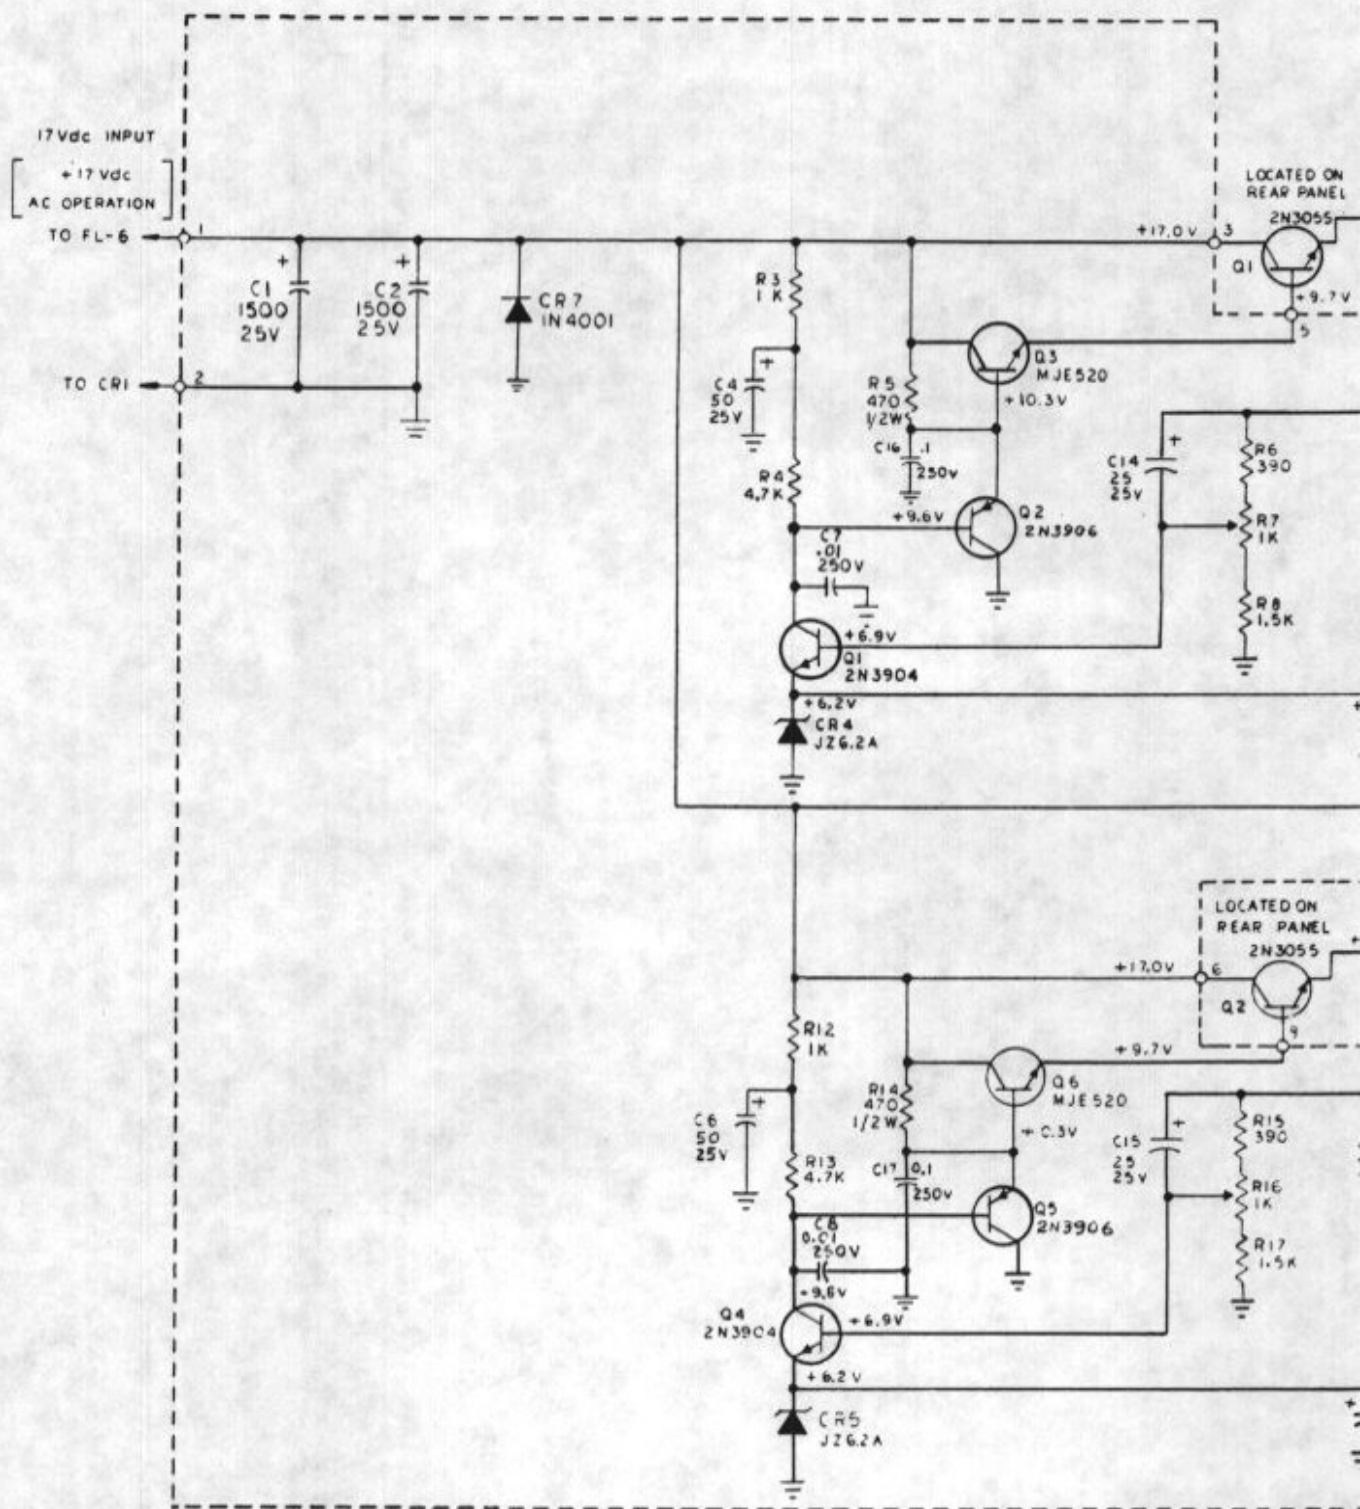 17Vdc INPUT
+17 Vdc
AC OPERATION
TO FL-6
1
C1
1500
25V
+
C2
1500
25V
+
CR7
1N4001
TO CR1
2
R3
1K
C4
50
25V
+
R4
4.7K
R5
470
1/2W
C16
.1
250V
Q3
MJE520
+10.3V
+9.6V
Q2
2N3906
C7
.01
250V
+6.9V
Q1
2N3904
+6.2V
CR4
JZ6.2A
+17.0V
3
LOCATED ON
REAR PANEL
2N3055
Q1
+9.7V
5
C14
25
25V
+
R6
390
R7
1K
R8
1.5K
LOCATED ON
REAR PANEL
2N3055
+17.0V
6
Q2
9
+9.7V
R12
1K
C6
50
25V
+
R13
4.7K
R14
470
1/2W
C17
0.1
250V
Q6
MJE520
Q5
2N3906
C8
0.01
250V
Q4
2N3904
+6.9V
+6.2V
CR5
JZ6.2A
C15
25
25V
+
R15
390
R16
1K
R17
1.5K